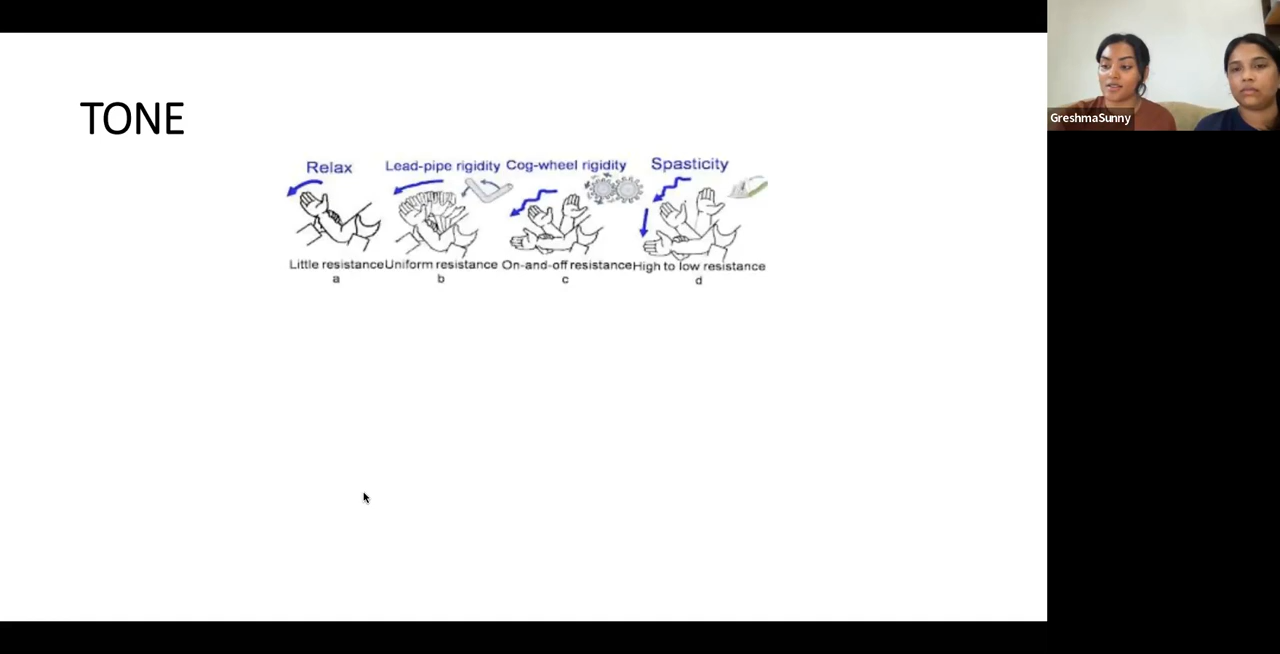 TONE
Relax Lead-pipe rigidity Cog-wheel rigidity Spasticity
Little resistance Uniform resistance On-and-off resistance High to low resistance
a b c d
GreshmaSunny